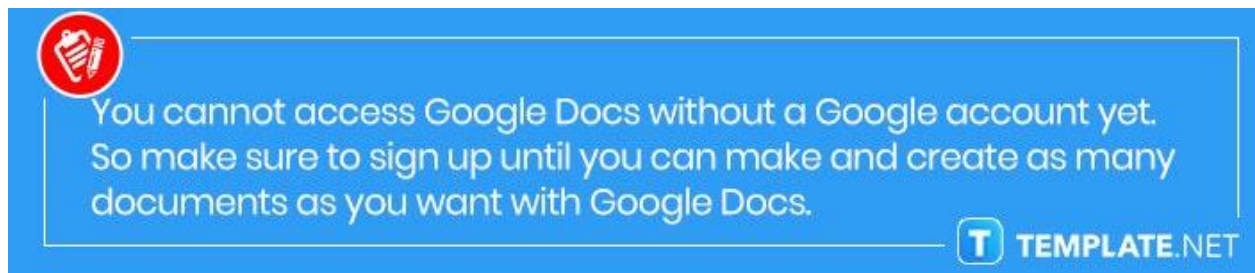 You cannot access Google Docs without a Google account yet.
So make sure to sign up until you can make and create as many
documents as you want with Google Docs.
T TEMPLATE.NET